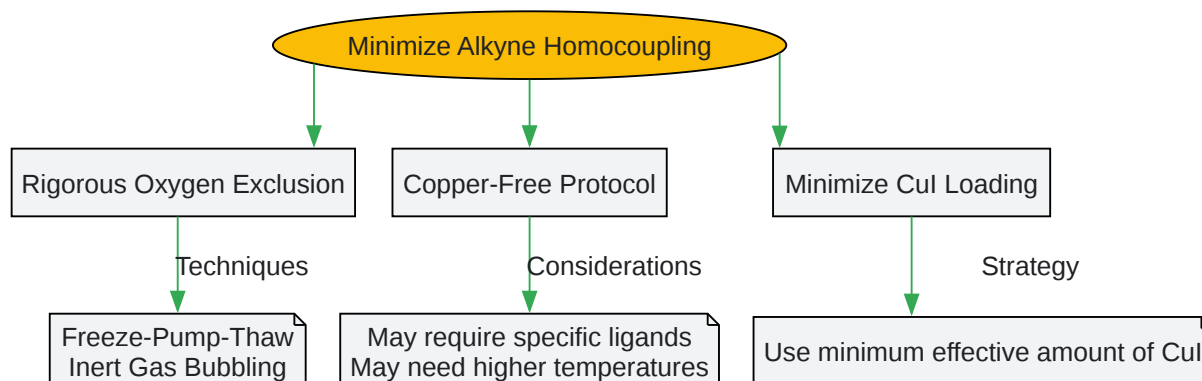 Minimize Alkyne Homocoupling
Rigorous Oxygen Exclusion
Copper-Free Protocol
Minimize CuI Loading
Techniques
Considerations
Strategy
Freeze-Pump-Thaw
Inert Gas Bubbling
May require specific ligands
May need higher temperatures
Use minimum effective amount of CuI